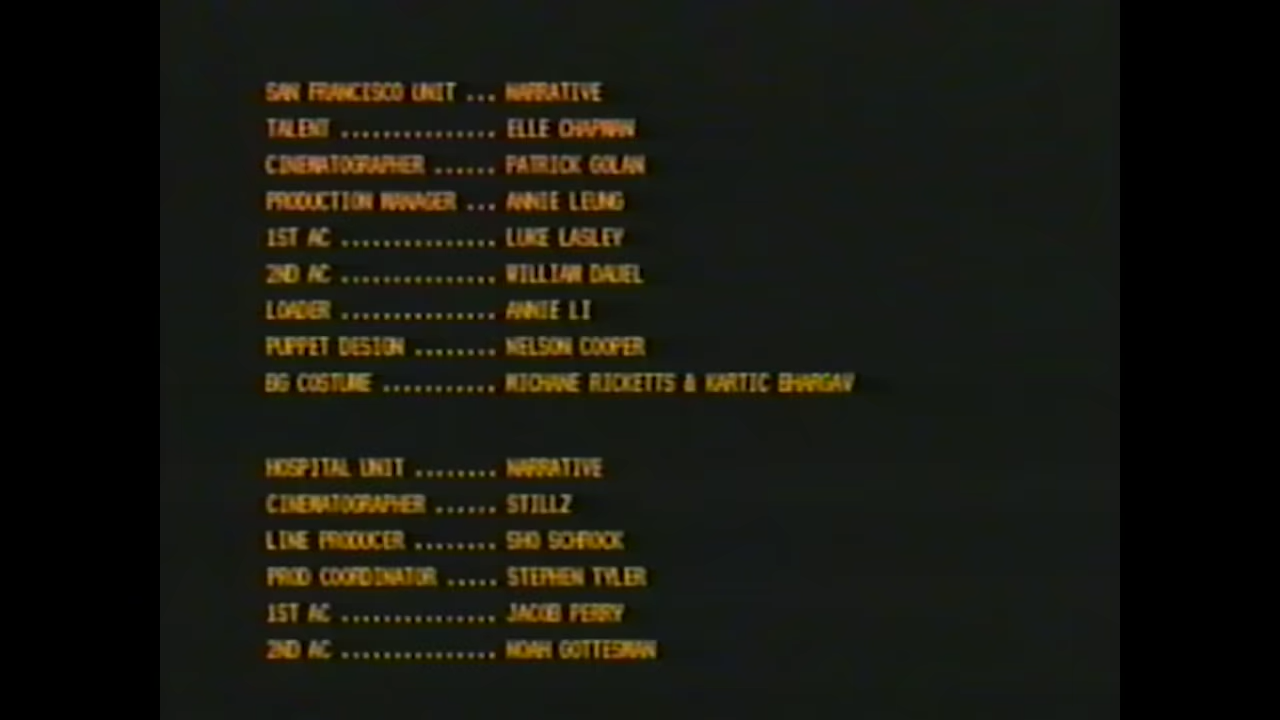 SAN FRANCISCO UNIT ... NARRATIVE
TALENT ............... ELLE CHAPMAN
CINEMATOGRAPHER ...... PATRICK GOLAN
PRODUCTION MANAGER ... ANNIE LEUNG
1ST AC ............... LUKE LASLEY
2ND AC ............... WILLIAM DAUEL
LOADER ............... ANNIE LI
PUPPET DESIGN ........ NELSON COOPER
BG COSTUME ........... MICHANE RICKETTS & KARTIC BHARGAV
HOSPITAL UNIT ........ NARRATIVE
CINEMATOGRAPHER ...... STILLZ
LINE PRODUCER ........ SHO SCHROCK
PROD COORDINATOR ..... STEPHEN TYLER
1ST AC ............... JACOB PERRY
2ND AC ............... NOAH GOTTESMAN